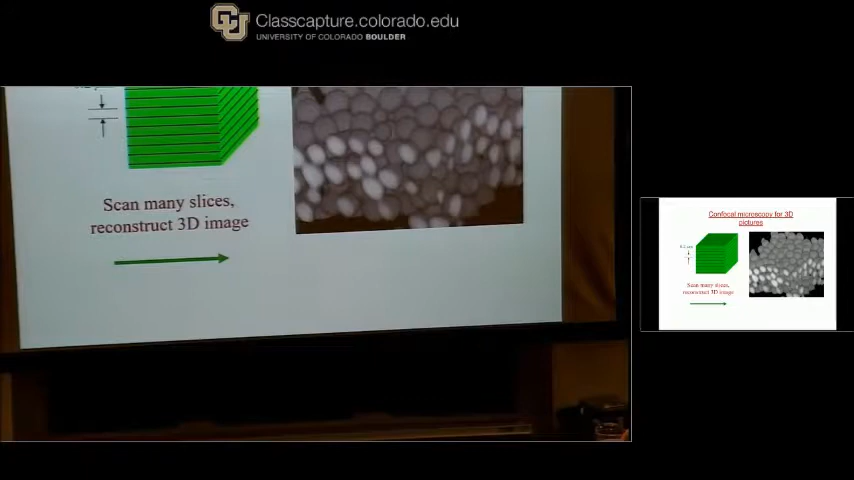 CU Classcapture.colorado.edu
UNIVERSITY OF COLORADO BOULDER
Scan many slices,
reconstruct 3D image
Confocal microscopy for 3D
pictures
Scan many slices,
reconstruct 3D image